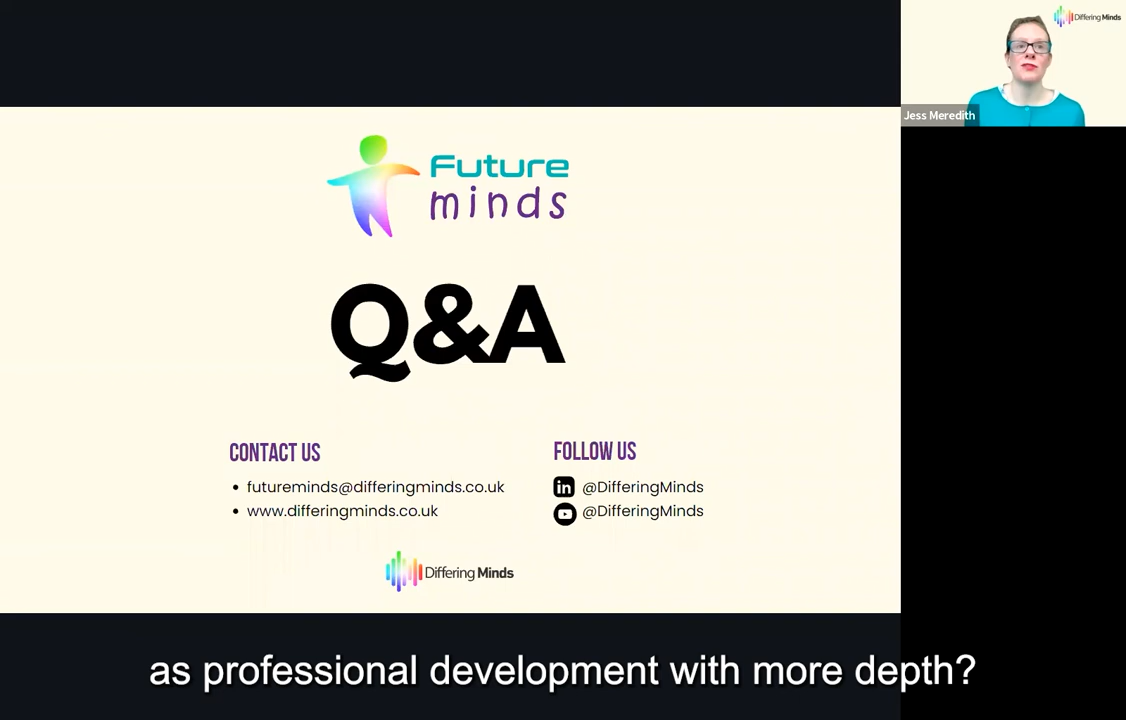 Differing Minds
Jess Meredith
Future
minds
Q&A
CONTACT US
• futureminds@differingminds.co.uk
• www.differingminds.co.uk
FOLLOW US
in @DifferingMinds
@DifferingMinds
Differing Minds
as professional development with more depth?